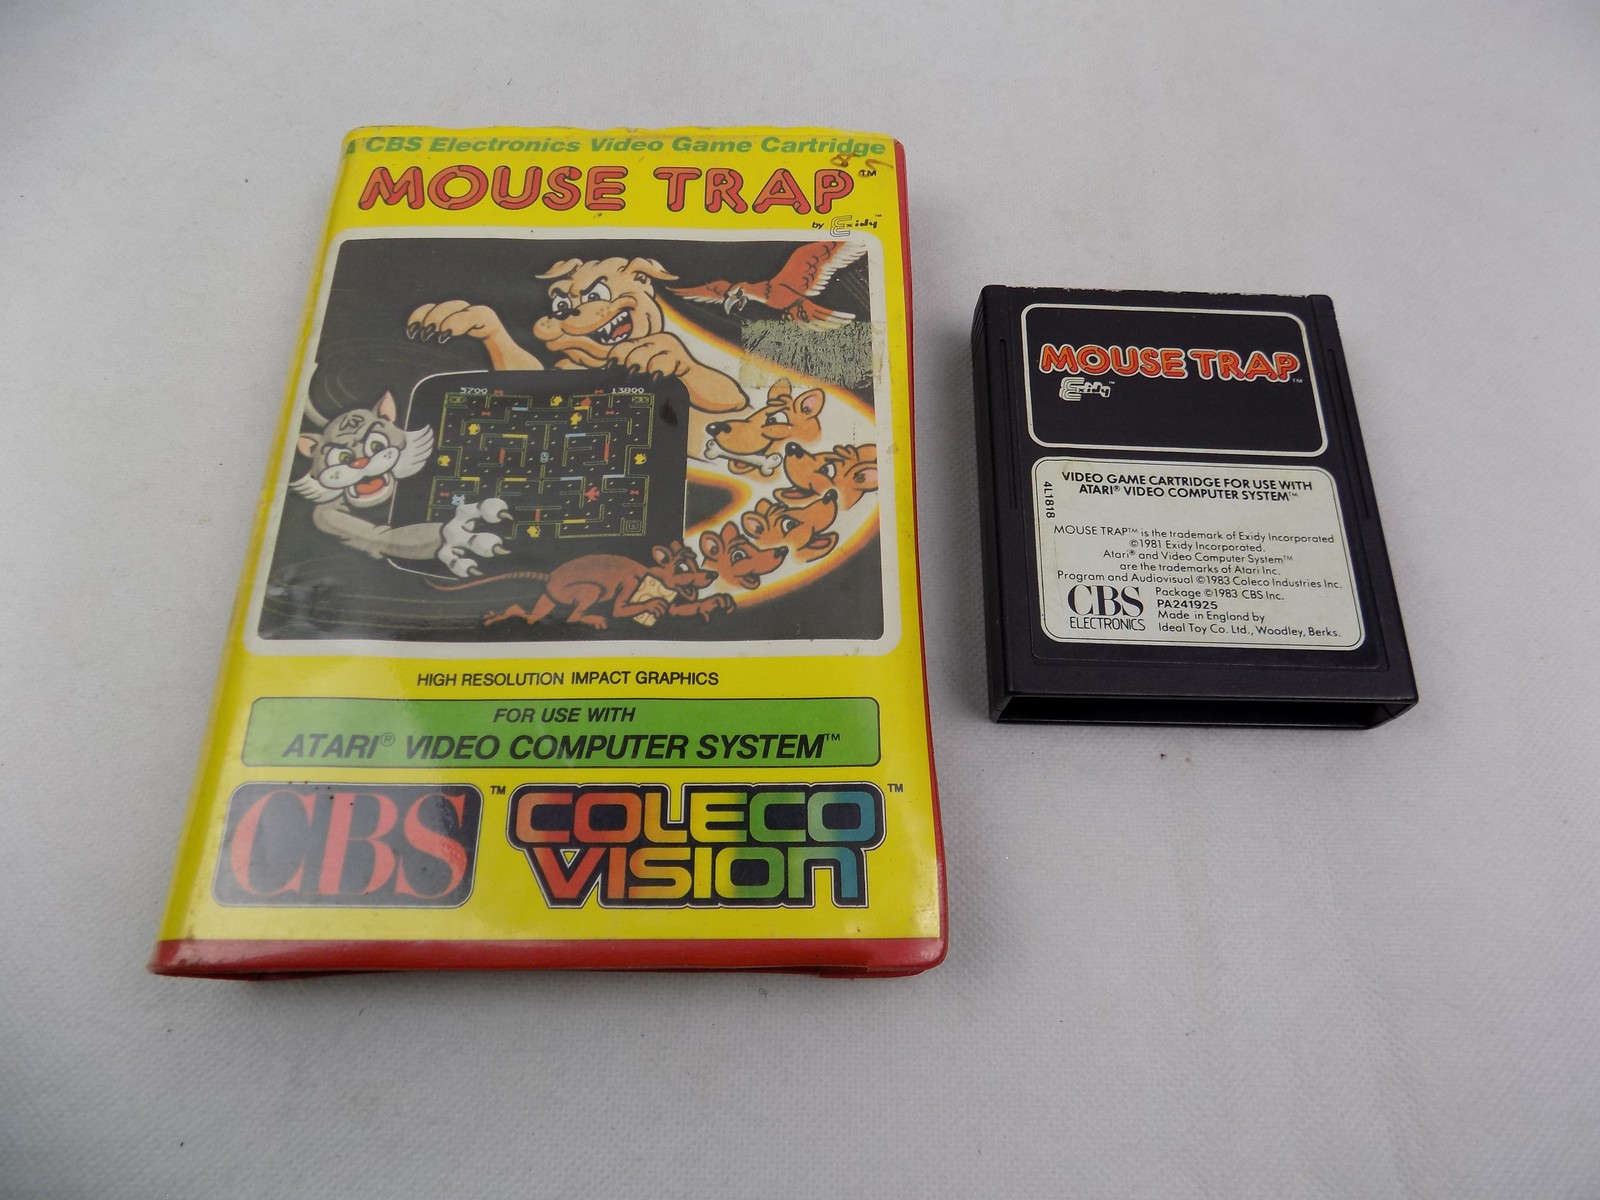 A CBS Electronics Video Game Cartridge
MOUSE TRAP™
by Exidy™
5700 13800
HIGH RESOLUTION IMPACT GRAPHICS
FOR USE WITH
ATARI® VIDEO COMPUTER SYSTEM™
CBS™ COLECO VISION™
MOUSE TRAP™
Exidy™
VIDEO GAME CARTRIDGE FOR USE WITH
ATARI® VIDEO COMPUTER SYSTEM™
4L1818
MOUSE TRAP™ is the trademark of Exidy Incorporated
©1981 Exidy Incorporated.
Atari® and Video Computer System™
are the trademarks of Atari Inc.
Program and Audiovisual ©1983 Coleco Industries Inc.
Package ©1983 CBS Inc.
PA241925
Made in England by
Ideal Toy Co. Ltd., Woodley, Berks.
CBS
ELECTRONICS